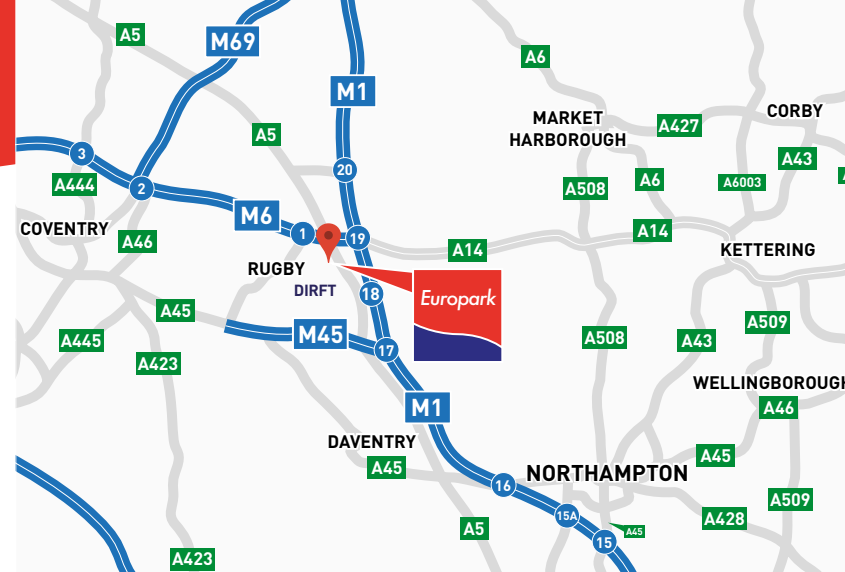 A5
M69
A6
M1
MARKET
HARBOROUGH
A427
CORBY
A5
A43
3
20
A444
2
A508
A6
A6003
M6
1
19
COVENTRY
A46
A14
A14
KETTERING
RUGBY
DIRFT
18
Europark
A45
M45
17
A445
A423
A508
A43
A509
WELLINGBOROUGH
M1
A46
DAVENTRY
A45
A45
NORTHAMPTON
16
15A
A5
A45
15
A428
A509
A423